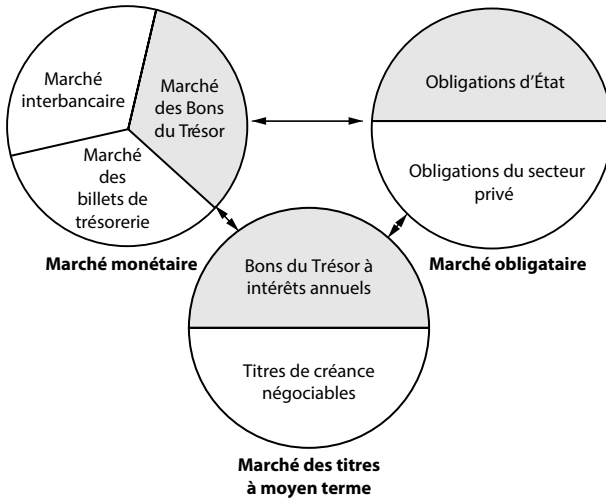 Marché
interbancaire
Marché
des Bons
du Trésor
Marché
des
billets de
trésorerie
Marché monétaire
Obligations d’État
Obligations du secteur
privé
Marché obligataire
Bons du Trésor à
intérêts annuels
Titres de créance
négociables
Marché des titres
à moyen terme